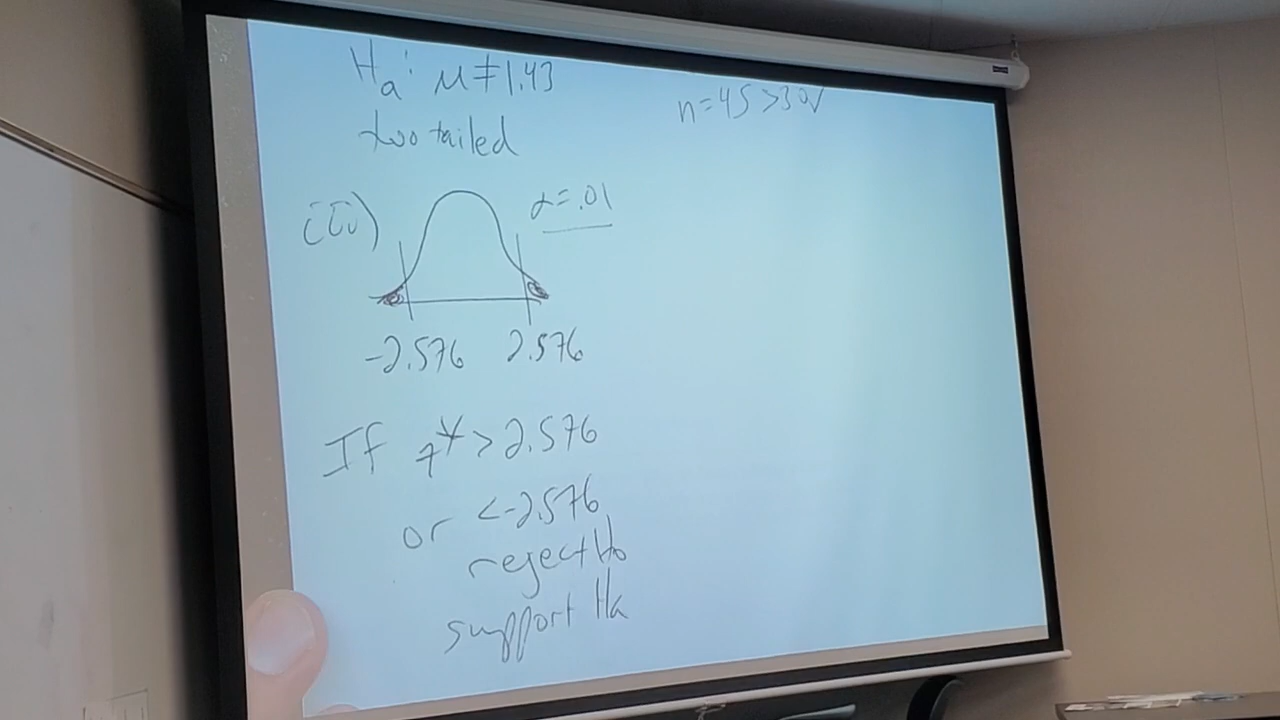 Ha: μ≠1.43
two tailed
n=45>30✓
(iii)
α=.01
-2.576 2.576
If z*>2.576
or <-2.576
reject Ho
support Ha